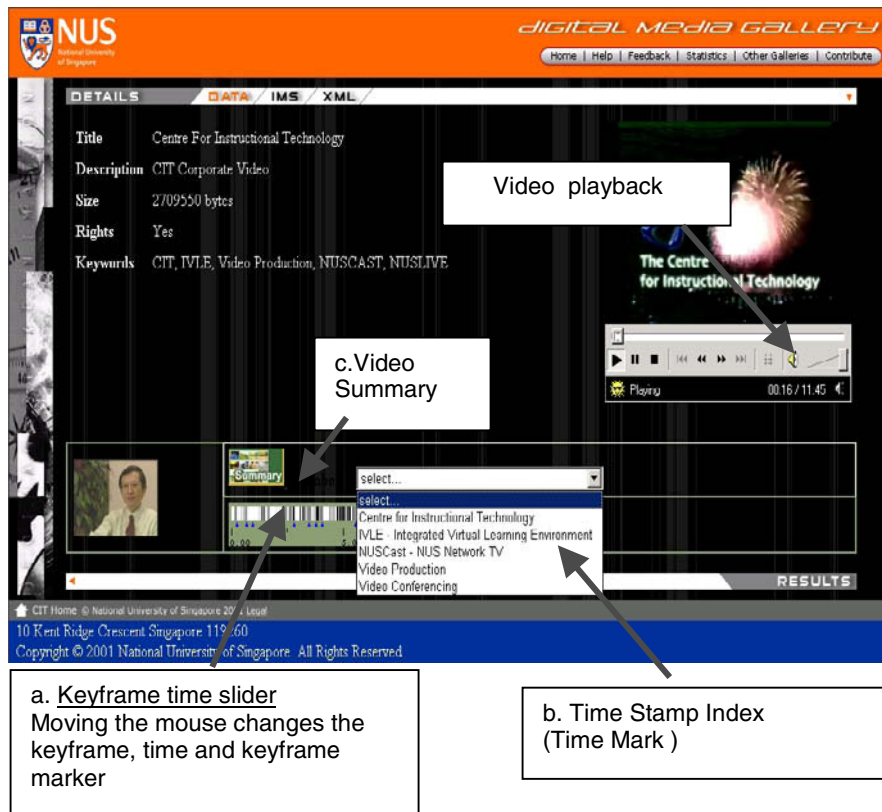 NUS
National University
of Singapore
DIGITAL MEDIA GALLERY
Home | Help | Feedback | Statistics | Other Galleries | Contribute
DETAILS DATA / IMS / XML /
Title Centre For Instructional Technology
Description CIT Corporate Video
Size 2709550 bytes
Rights Yes
Keywords CIT, IVLE, Video Production, NUSCAST, NUSLIVE
Video playback
The Centre
for Instructional Technology
Playing 00.16 / 11.45
c.Video
Summary
Summary
select...
select...
Centre for Instructional Technology
IVLE - Integrated Virtual Learning Environment
NUSCast - NUS Network TV
Video Production
Video Conferencing
0:00
RESULTS
CIT Home © National University of Singapore 2001 Legal
10 Kent Ridge Crescent Singapore 119260
Copyright © 2001 National University of Singapore. All Rights Reserved
a. Keyframe time slider
Moving the mouse changes the
keyframe, time and keyframe
marker
b. Time Stamp Index
(Time Mark )